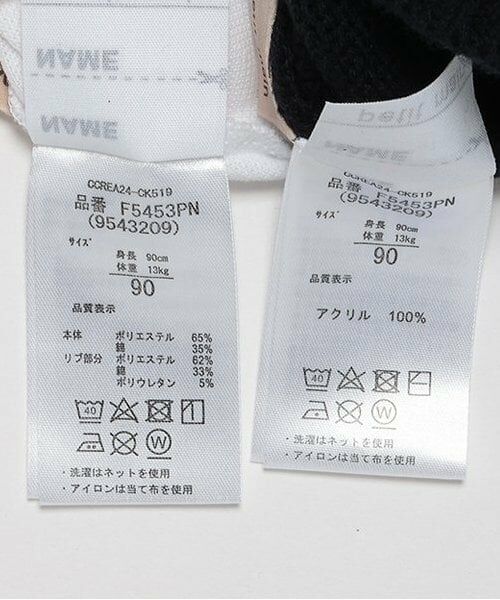 NAME
NAME
CCREA24-CK519
品番 F5453PN
(9543209)
サイズ
身長 90cm
体重 13kg
90
品質表示
本体 ポリエステル 65%
綿 35%
リブ部分 ポリエステル 62%
綿 33%
ポリウレタン 5%
40
W
・洗濯はネットを使用
・アイロンは当て布を使用
petit main
NAME
CCREA24-CK519
品番 F5453PN
(9543209)
サイズ
身長 90cm
体重 13kg
90
品質表示
アクリル 100%
40
W
・洗濯はネットを使用
・アイロンは当て布を使用